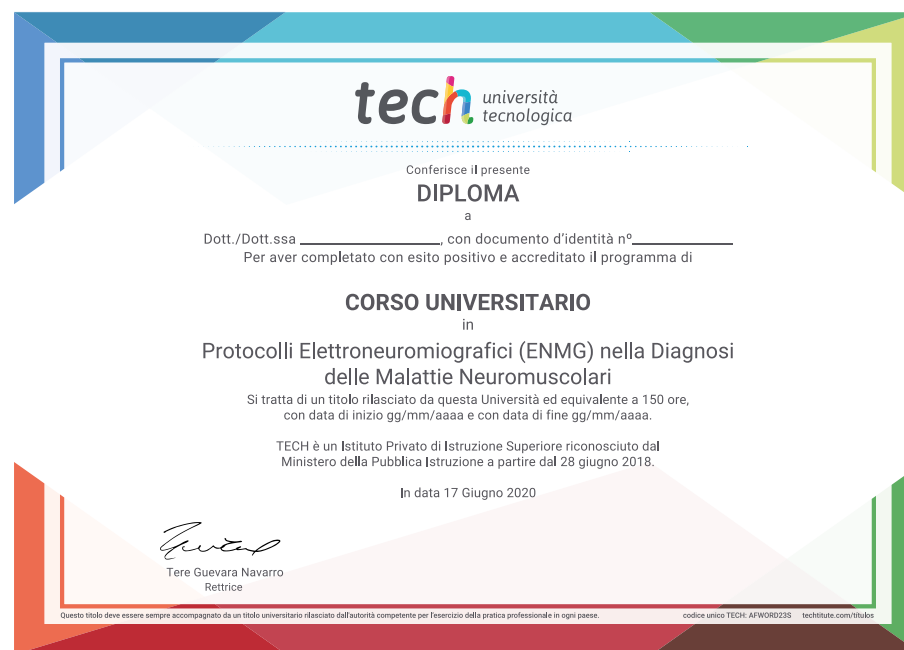 tech università
tecnologica
Conferisce il presente
DIPLOMA
a
Dott./Dott.ssa ____________________, con documento d'identità nº______________
Per aver completato con esito positivo e accreditato il programma di
CORSO UNIVERSITARIO
in
Protocolli Elettroneuromiografici (ENMG) nella Diagnosi
delle Malattie Neuromuscolari
Si tratta di un titolo rilasciato da questa Università ed equivalente a 150 ore,
con data di inizio gg/mm/aaaa e con data di fine gg/mm/aaaa.
TECH è un Istituto Privato di Istruzione Superiore riconosciuto dal
Ministero della Pubblica Istruzione a partire dal 28 giugno 2018.
In data 17 Giugno 2020
Tere Guevara Navarro
Rettrice
Questo titolo deve essere sempre accompagnato da un titolo universitario rilasciato dall'autorità competente per l'esercizio della pratica professionale in ogni paese. codice unico TECH: AFWORD23S techtitute.com/titulos